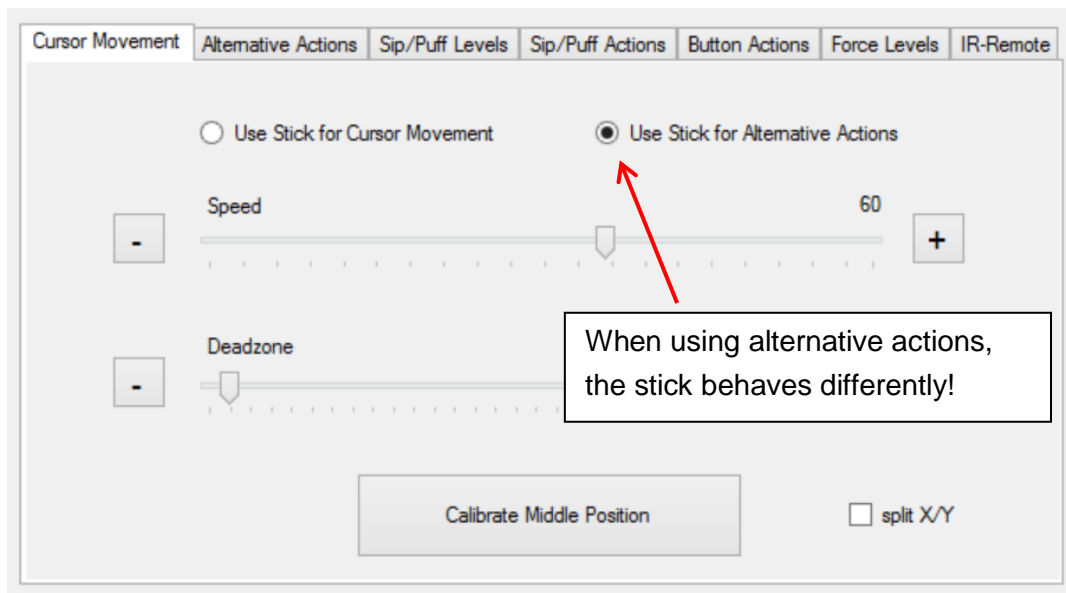 Cursor Movement Alternative Actions Sip/Puff Levels Sip/Puff Actions Button Actions Force Levels IR-Remote
Use Stick for Cursor Movement Use Stick for Alternative Actions
Speed 60
- +
Deadzone
-
When using alternative actions,
the stick behaves differently!
Calibrate Middle Position split X/Y